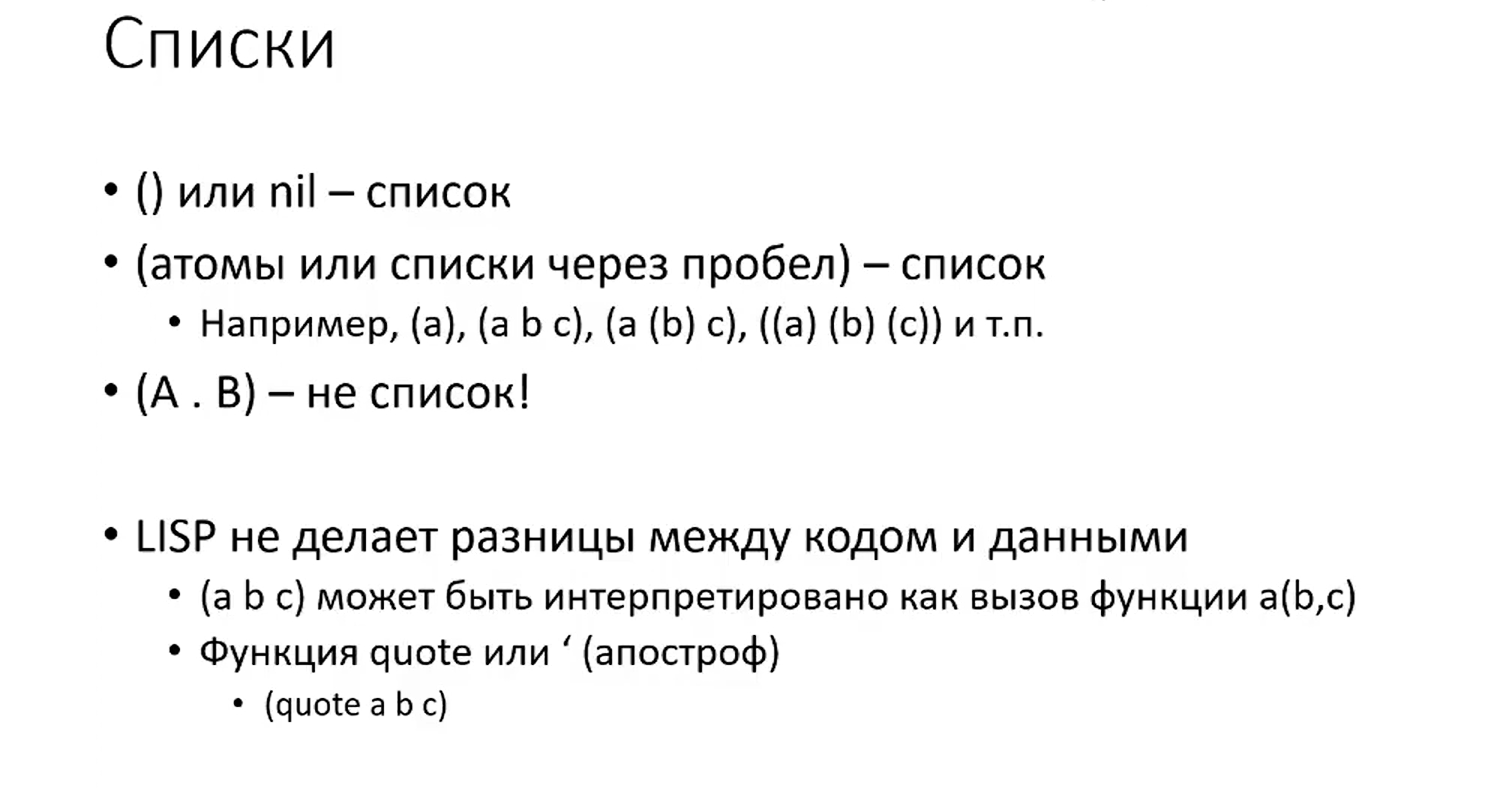 Списки
• () или nil – список
• (атомы или списки через пробел) – список
• Например, (a), (a b c), (a (b) c), ((a) (b) (c)) и т.п.
• (A . B) – не список!
• LISP не делает разницы между кодом и данными
• (a b c) может быть интерпретировано как вызов функции a(b,c)
• Функция quote или ‘ (апостроф)
• (quote a b c)